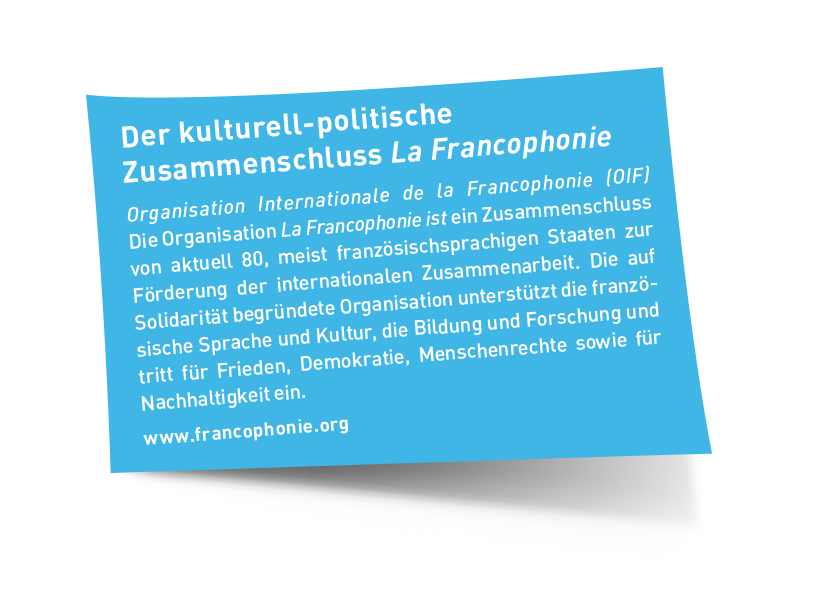 Der kulturell-politische
Zusammenschluss La Francophonie
Organisation Internationale de la Francophonie (OIF)
Die Organisation La Francophonie ist ein Zusammenschluss
von aktuell 80, meist französischsprachigen Staaten zur
Förderung der internationalen Zusammenarbeit. Die auf
Solidarität begründete Organisation unterstützt die franzö-
sische Sprache und Kultur, die Bildung und Forschung und
tritt für Frieden, Demokratie, Menschenrechte sowie für
Nachhaltigkeit ein.
www.francophonie.org